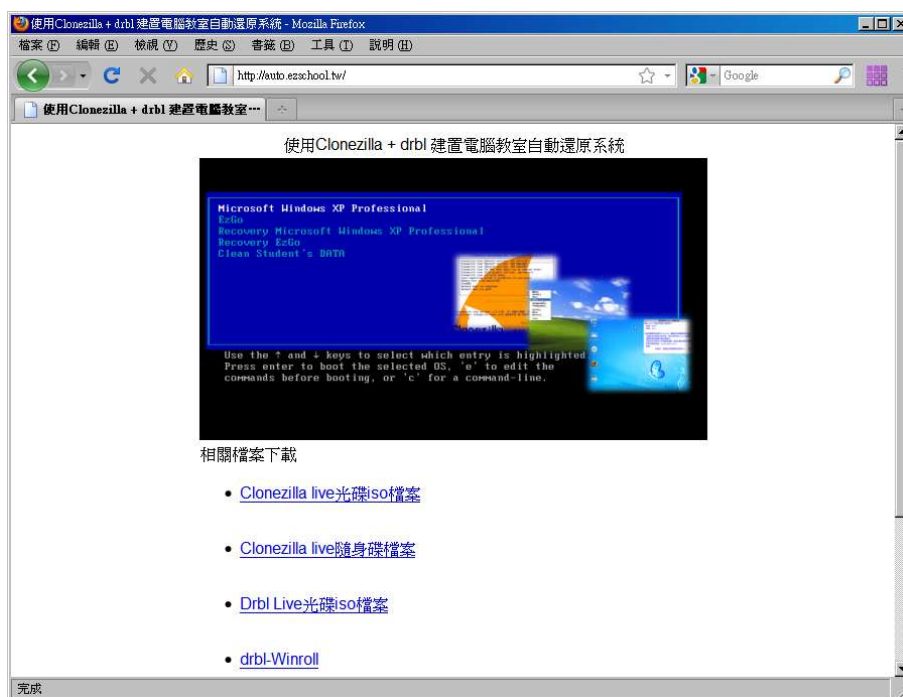 使用Clonezilla + drbl 建置電腦教室自動還原系統 - Mozilla Firefox
檔案(F) 編輯(E) 檢視(V) 歷史(S) 書籤(B) 工具(T) 說明(H)
http://auto.ezschool.tw/
Google
使用Clonezilla + drbl 建置電腦教室…
使用Clonezilla + drbl 建置電腦教室自動還原系統
Microsoft Windows XP Professional
EzGo
Recovery Microsoft Windows XP Professional
Recovery EzGo
Clean Student's DATA
Use the ↑ and ↓ keys to select which entry is highlighted.
Press enter to boot the selected OS, 'e' to edit the
commands before booting, or 'c' for a command-line.
相關檔案下載
• Clonezilla live光碟iso檔案
• Clonezilla live隨身碟檔案
• Drbl Live光碟iso檔案
• drbl-Winroll
完成